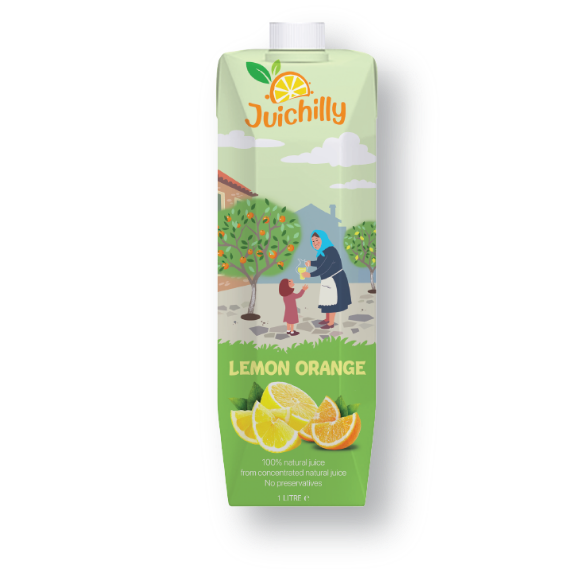 Juichilly
LEMON ORANGE
100% natural juice
from concentrated natural juice
No preservatives
1 LITRE ℮